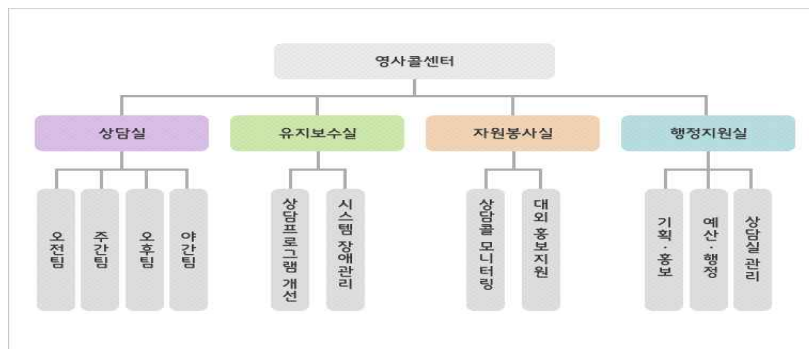 영사콜센터
상담실
유지보수실
자원봉사실
행정지원실
오전팀
주간팀
오후팀
야간팀
상담프로그램 개선
시스템 장애관리
상담콜 모니터링
대외 홍보지원
기획·홍보
예산·행정
상담실 관리